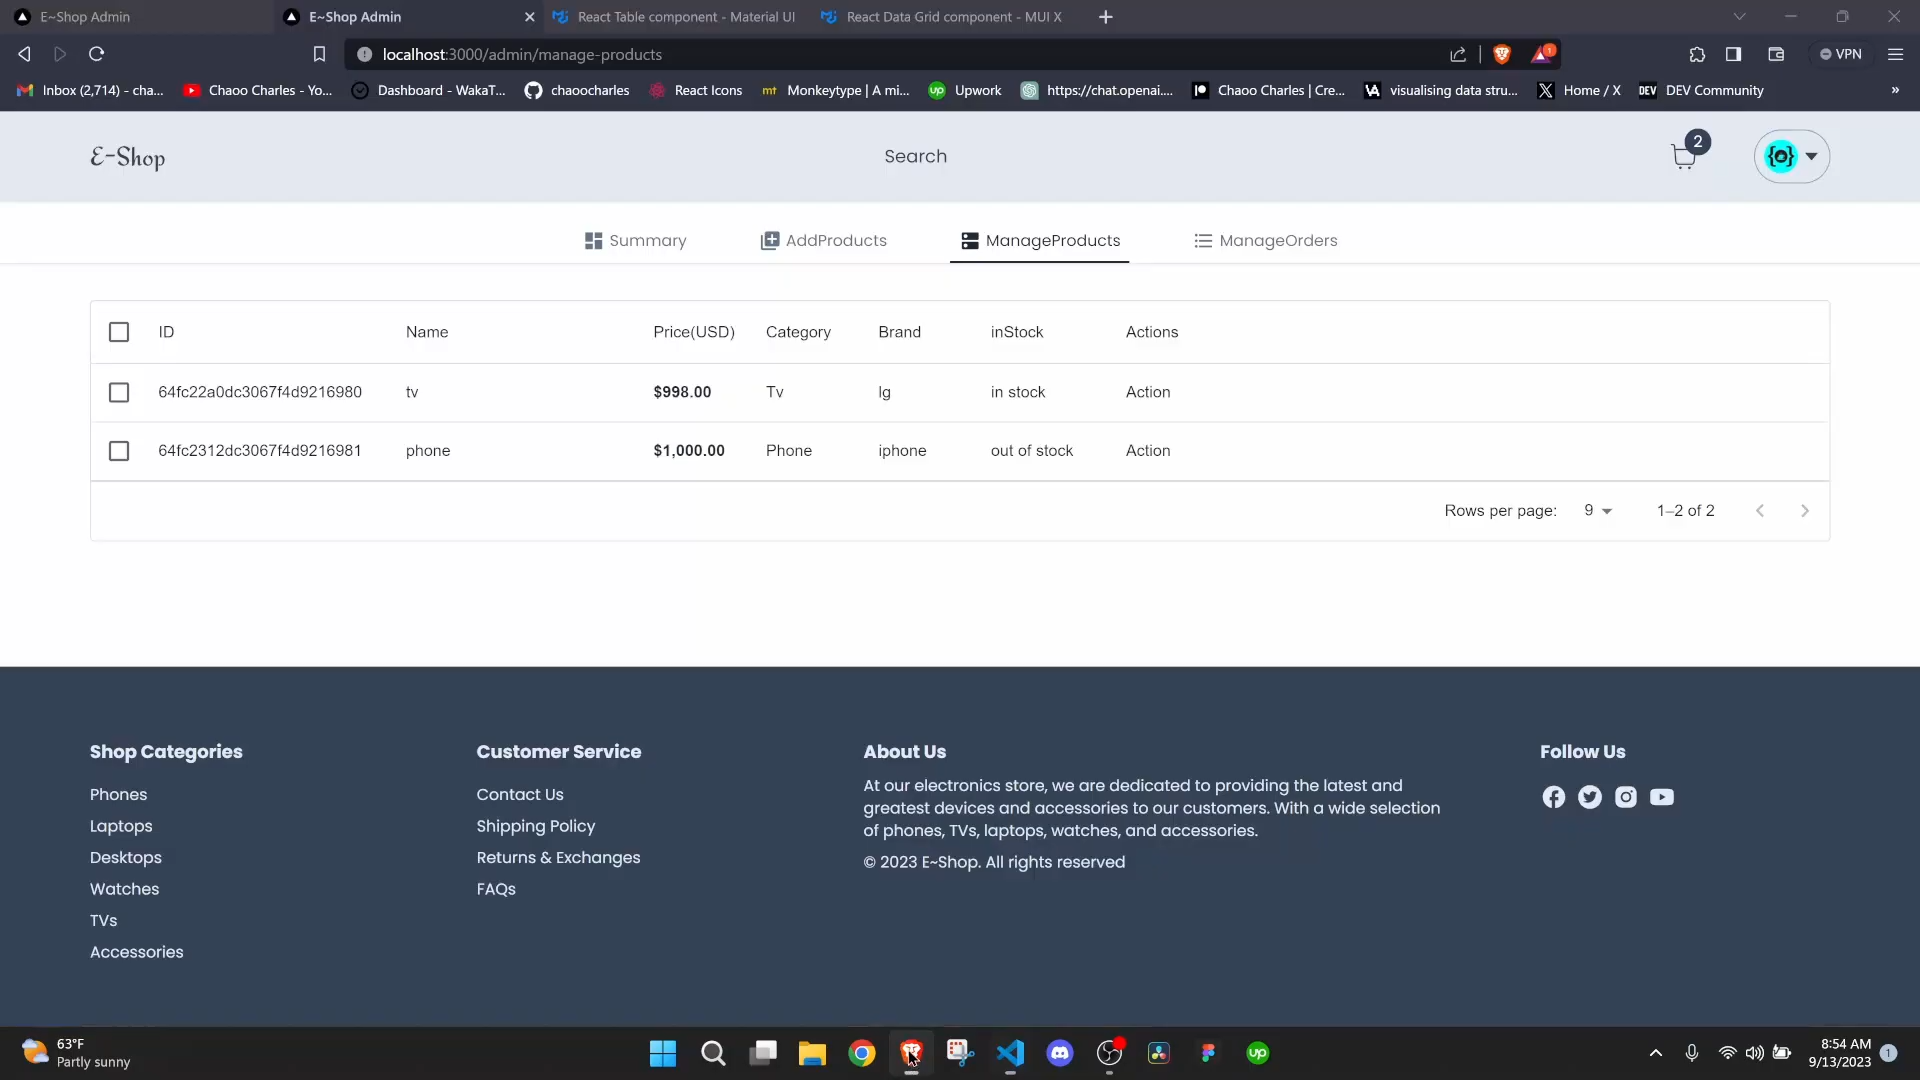 E~Shop Admin
E~Shop Admin
React Table component - Material UI
React Data Grid component - MUI X
localhost:3000/admin/manage-products
1
VPN
Inbox (2,714) - cha...
Chaoo Charles - Yo...
Dashboard - WakaT...
chaoocharles
React Icons
mt Monkeytype | A mi...
up Upwork
https://chat.openai....
Chaoo Charles | Cre...
VA visualising data stru...
X Home / X
DEV DEV Community
»
E~Shop
Search
2
Summary
AddProducts
ManageProducts
ManageOrders
ID Name Price(USD) Category Brand inStock Actions
64fc22a0dc3067f4d9216980 tv $998.00 Tv lg in stock Action
64fc2312dc3067f4d9216981 phone $1,000.00 Phone iphone out of stock Action
Rows per page: 9 1–2 of 2
Shop Categories
Phones
Laptops
Desktops
Watches
TVs
Accessories
Customer Service
Contact Us
Shipping Policy
Returns & Exchanges
FAQs
About Us
At our electronics store, we are dedicated to providing the latest and
greatest devices and accessories to our customers. With a wide selection
of phones, TVs, laptops, watches, and accessories.
© 2023 E~Shop. All rights reserved
Follow Us
63°F
Partly sunny
up
8:54 AM
9/13/2023
1